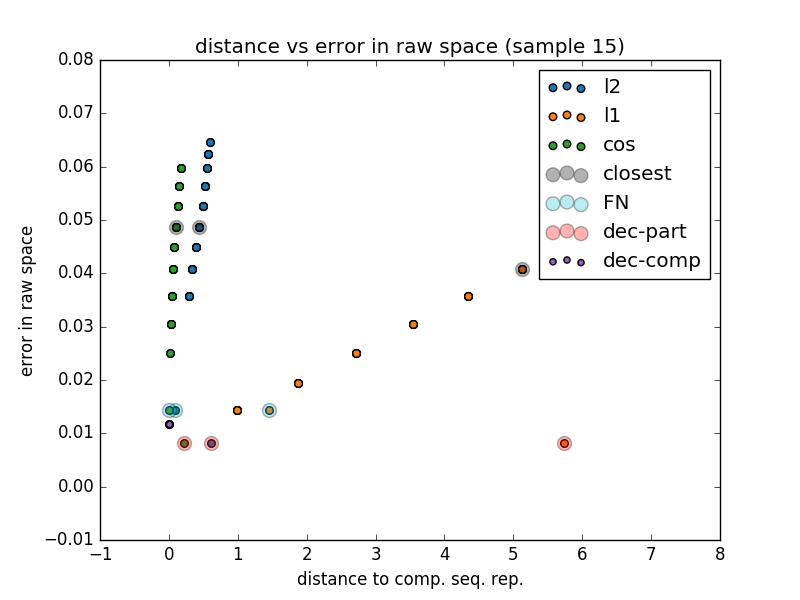 distance vs error in raw space (sample 15)
0.08
0.07
0.06
0.05
0.04
0.03
0.02
0.01
0.00
−0.01
error in raw space
l2
l1
cos
closest
FN
dec-part
dec-comp
−1 0 1 2 3 4 5 6 7 8
distance to comp. seq. rep.